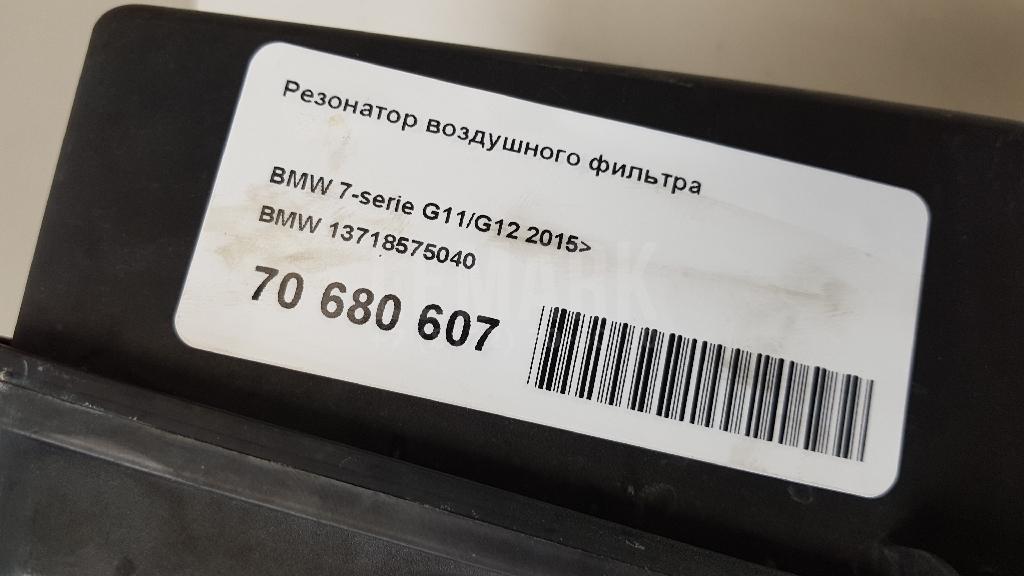 Резонатор воздушного фильтра
BMW 7-serie G11/G12 2015>
BMW 13718575040
70 680 607